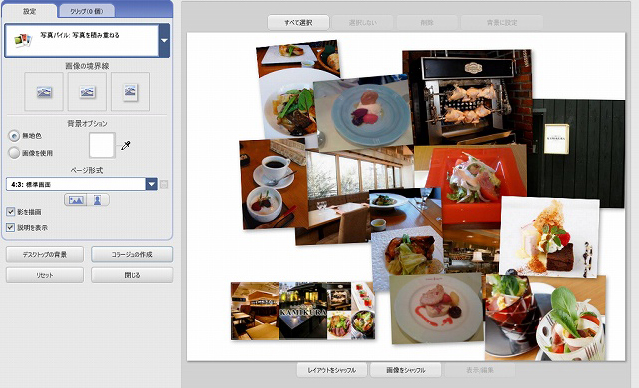 設定
クリップ(0 個)
写真パイル: 写真を積み重ねる
画像の境界線
背景オプション
無地色
画像を使用
ページ形式
4:3: 標準画面
影を描画
説明を表示
デスクトップの背景
コラージュの作成
リセット
閉じる
すべて選択
選択しない
削除
背景に設定
KAMIKURA
KAMIKURA
レイアウトをシャッフル
画像をシャッフル
表示/編集